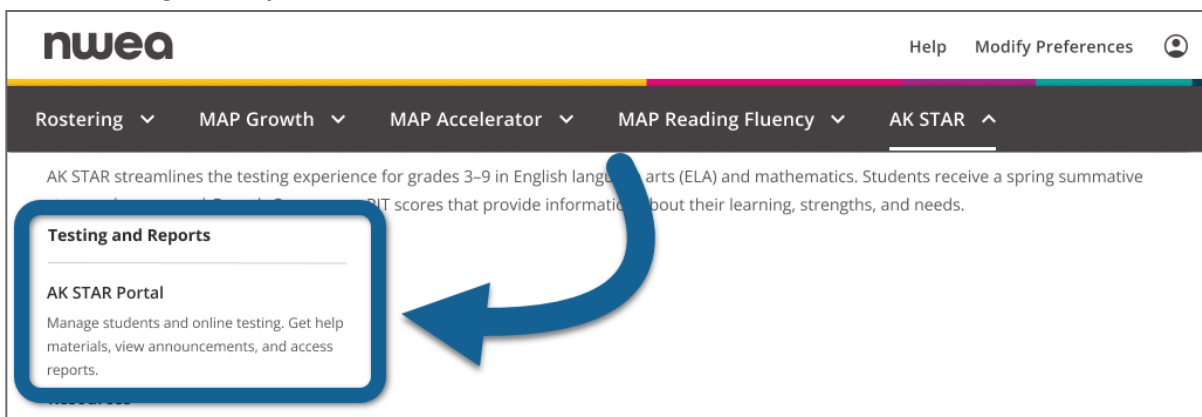 nwea
Help Modify Preferences
Rostering MAP Growth MAP Accelerator MAP Reading Fluency AK STAR
AK STAR streamlines the testing experience for grades 3–9 in English arts (ELA) and mathematics. Students receive a spring summative
scores that provide about their learning, strengths, and needs.
Testing and Reports
AK STAR Portal
Manage students and online testing. Get help
materials, view announcements, and access
reports.